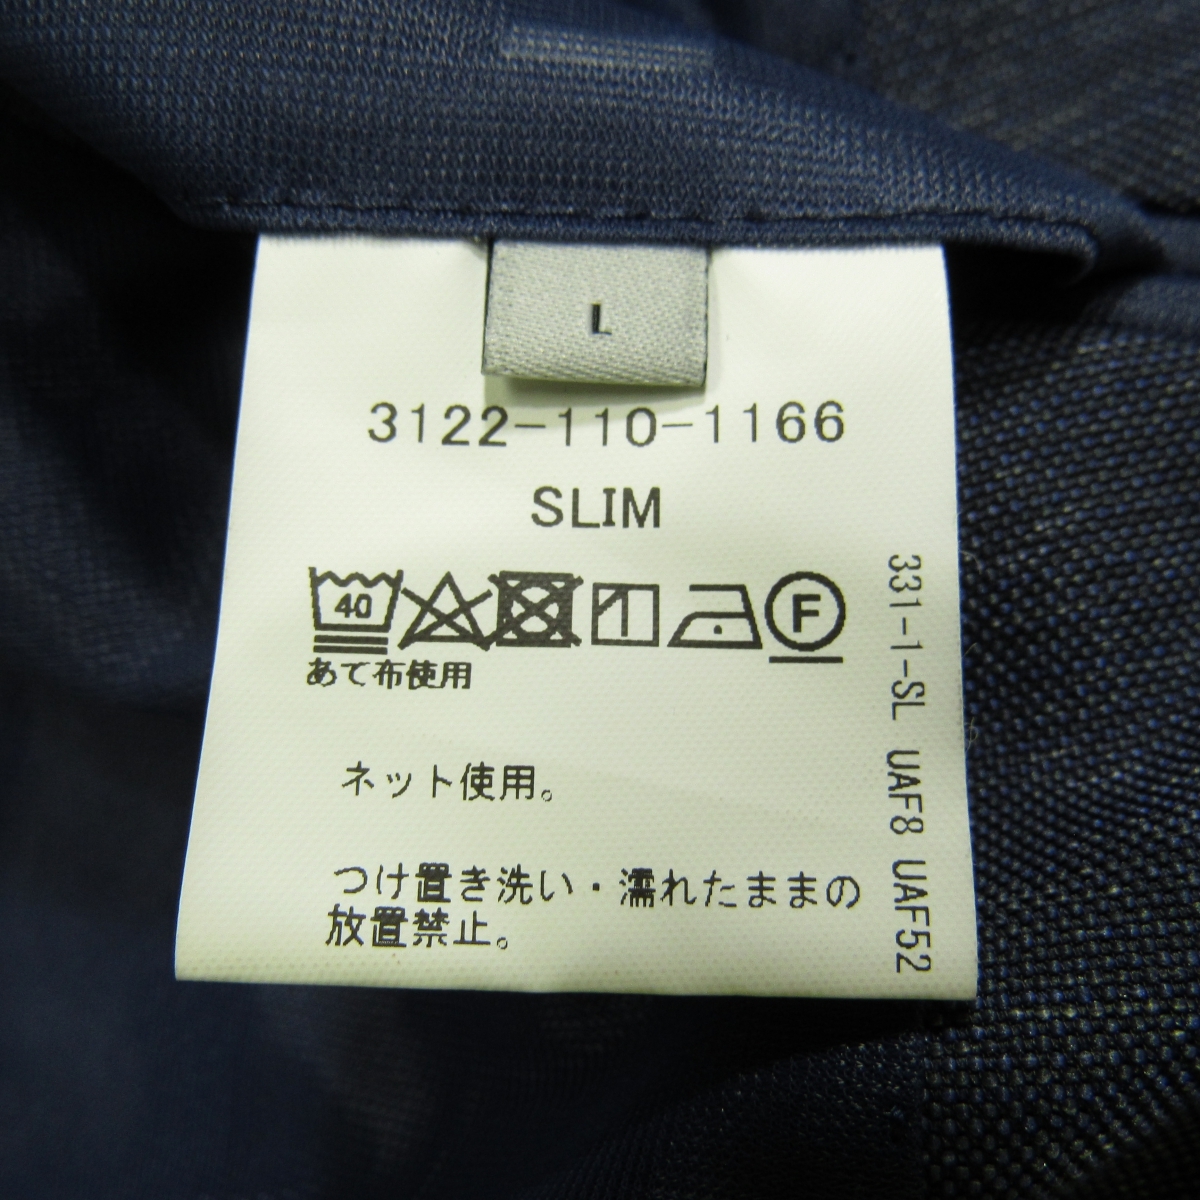 L
3122-110-1166
SLIM
40
F
あて布使用
ネット使用。
つけ置き洗い・濡れたままの
放置禁止。
331-1-SL UAF8 UAF52